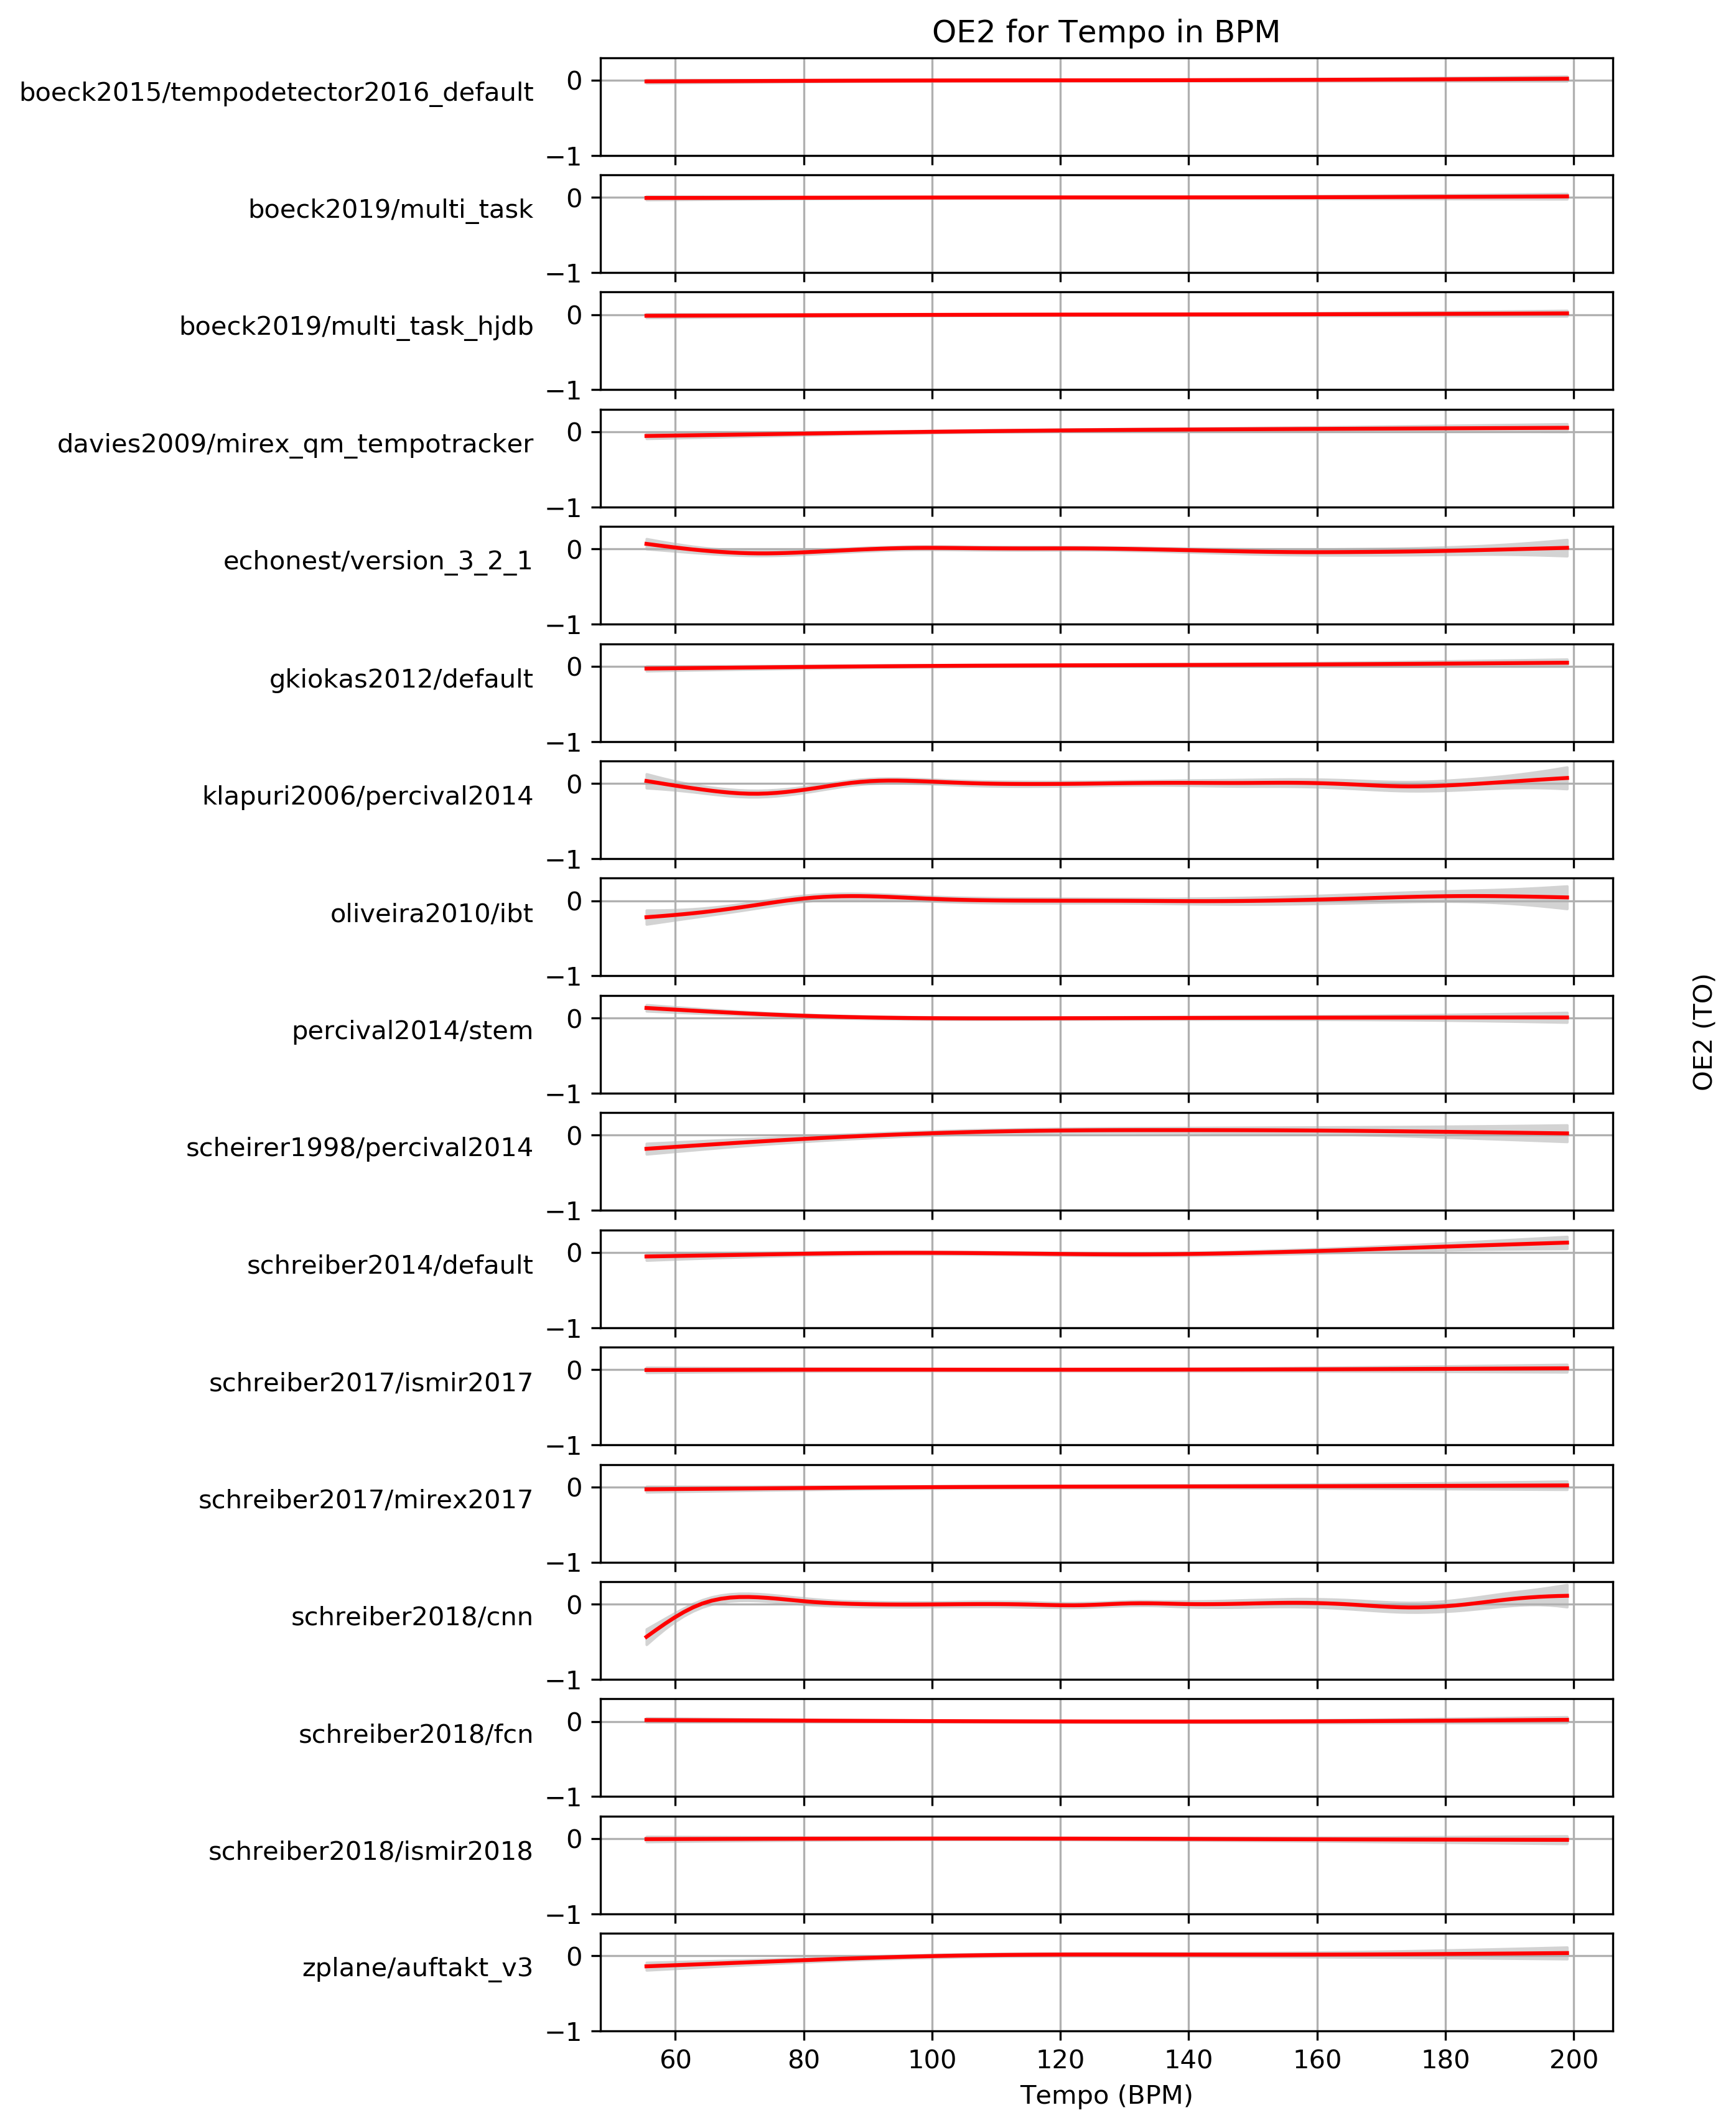 OE2 for Tempo in BPM
boeck2015/tempodetector2016_default
0
−1
boeck2019/multi_task
0
−1
boeck2019/multi_task_hjdb
0
−1
davies2009/mirex_qm_tempotracker
0
−1
echonest/version_3_2_1
0
−1
gkiokas2012/default
0
−1
klapuri2006/percival2014
0
−1
oliveira2010/ibt
0
−1
percival2014/stem
0
−1
scheirer1998/percival2014
0
−1
schreiber2014/default
0
−1
schreiber2017/ismir2017
0
−1
schreiber2017/mirex2017
0
−1
schreiber2018/cnn
0
−1
schreiber2018/fcn
0
−1
schreiber2018/ismir2018
0
−1
zplane/auftakt_v3
0
−1
60 80 100 120 140 160 180 200
Tempo (BPM)
OE2 (TO)